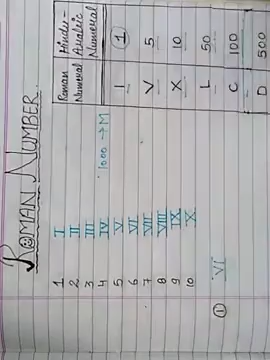 ROMAN NUMBER
1 I
2 II
3 III
4 IV
5 V
6 VI
7 VII
8 VIII
9 IX
10 X
1000 → M
Roman Numeral Hindu - Arabic Numeral
I 1
V 5
X 10
L 50
C 100
D 500
① VI